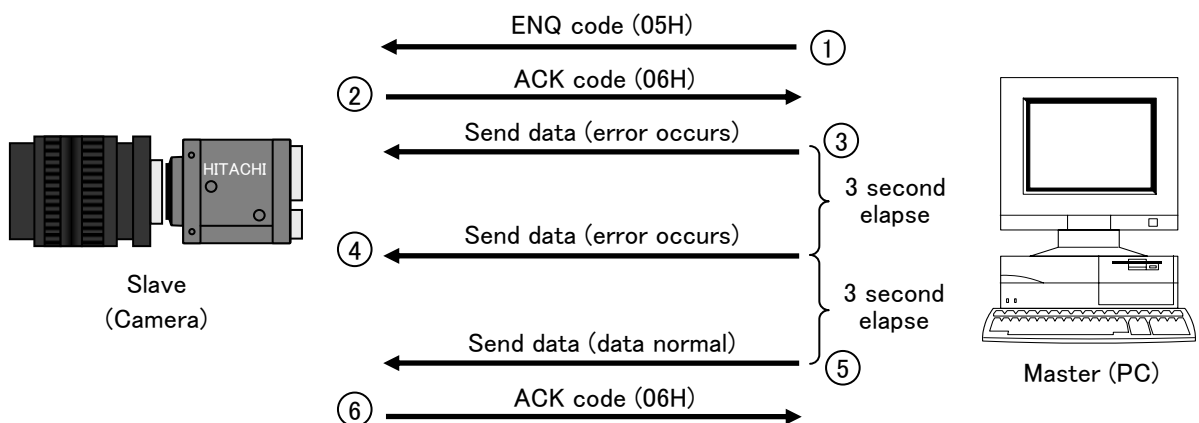 ENQ code (05H)
①
ACK code (06H)
②
Send data (error occurs)
③
HITACHI
3 second
elapse
Send data (error occurs)
④
Slave
(Camera)
3 second
elapse
Send data (data normal)
⑤
Master (PC)
ACK code (06H)
⑥